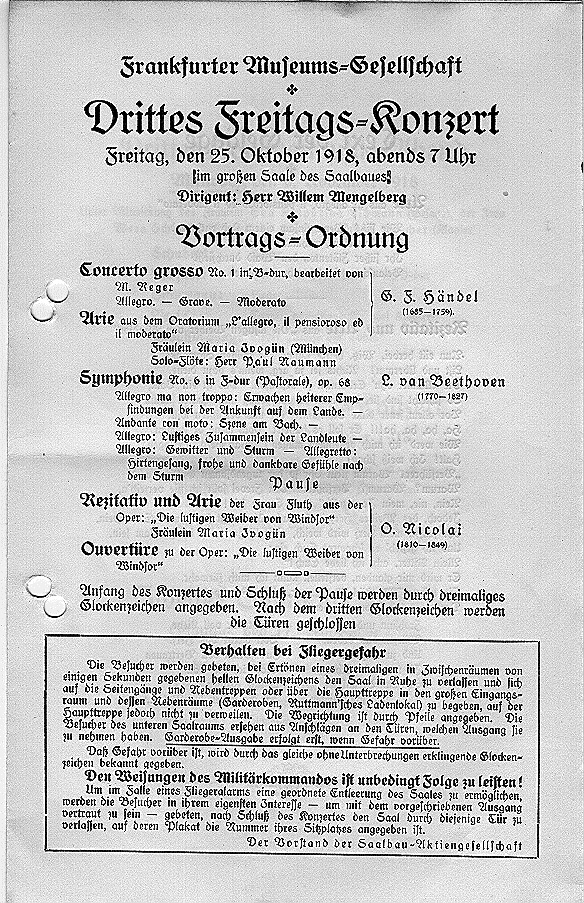 Frankfurter Museums-Gesellschaft
Drittes Freitags-Konzert
Freitag, den 25. Oktober 1918, abends 7 Uhr
[im großen Saale des Saalbaues]
Dirigent: Herr Willem Mengelberg
Vortrags-Ordnung
Concerto grosso No. 1 in B-dur, bearbeitet von
M. Reger
Allegro. — Grave. — Moderato
G. F. Händel
(1685—1759).
Arie aus dem Oratorium „L'allegro, il pensioroso ed
il moderato“
Fräulein Maria Ivogün (München)
Solo-Flöte: Herr Paul Naumann
Symphonie No. 6 in F-dur (Pastorale), op. 68
L. van Beethoven
(1770—1827)
Allegro ma non troppo: Erwachen heiterer Emp-
findungen bei der Ankunft auf dem Lande. —
Andante con moto: Szene am Bach. —
Allegro: Lustiges Zusammensein der Landleute —
Allegro: Gewitter und Sturm — Allegretto:
Hirtengesang, frohe und dankbare Gefühle nach
dem Sturm
Pause
Rezitativ und Arie der Frau Fluth aus der
Oper: „Die lustigen Weiber von Windsor“
Fräulein Maria Ivogün
O. Nicolai
(1810—1849)
Ouvertüre zu der Oper: „Die lustigen Weiber von
Windsor“
Anfang des Konzertes und Schluß der Pause werden durch dreimaliges
Glockenzeichen angegeben. Nach dem dritten Glockenzeichen werden
die Türen geschlossen
Verhalten bei Fliegergefahr
Die Besucher werden gebeten, bei Ertönen eines dreimaligen in Zwischenräumen von
einigen Sekunden gegebenen hellen Glockenzeichens den Saal in Ruhe zu verlassen und sich
auf die Seitengänge und Nebentreppen oder über die Haupttreppe in den großen Eingangs-
raum und dessen Nebenräume (Garderoben, Ruttmann'sches Ladenlokal) zu begeben, auf der
Haupttreppe jedoch nicht zu verweilen. Die Wegrichtung ist durch Pfeile angegeben. Die
Besucher des unteren Saalraums ersehen aus Anschlägen an den Türen, welchen Ausgang sie
zu nehmen haben. Garderobe-Ausgabe erfolgt erst, wenn Gefahr vorüber.
Daß Gefahr vorüber ist, wird durch das gleiche ohne Unterbrechungen erklingende Glocken-
zeichen bekannt gegeben.
Den Weisungen des Militärkommandos ist unbedingt Folge zu leisten!
Um im Falle eines Fliegeralarms eine geordnete Entleerung des Saales zu ermöglichen,
werden die Besucher in ihrem eigensten Interesse — um mit dem vorgeschriebenen Ausgang
vertraut zu sein — gebeten, nach Schluß des Konzertes den Saal durch diejenige Tür zu
verlassen, auf deren Plakat die Nummer ihres Sitzplatzes angegeben ist.
Der Vorstand der Saalbau-Aktiengesellschaft